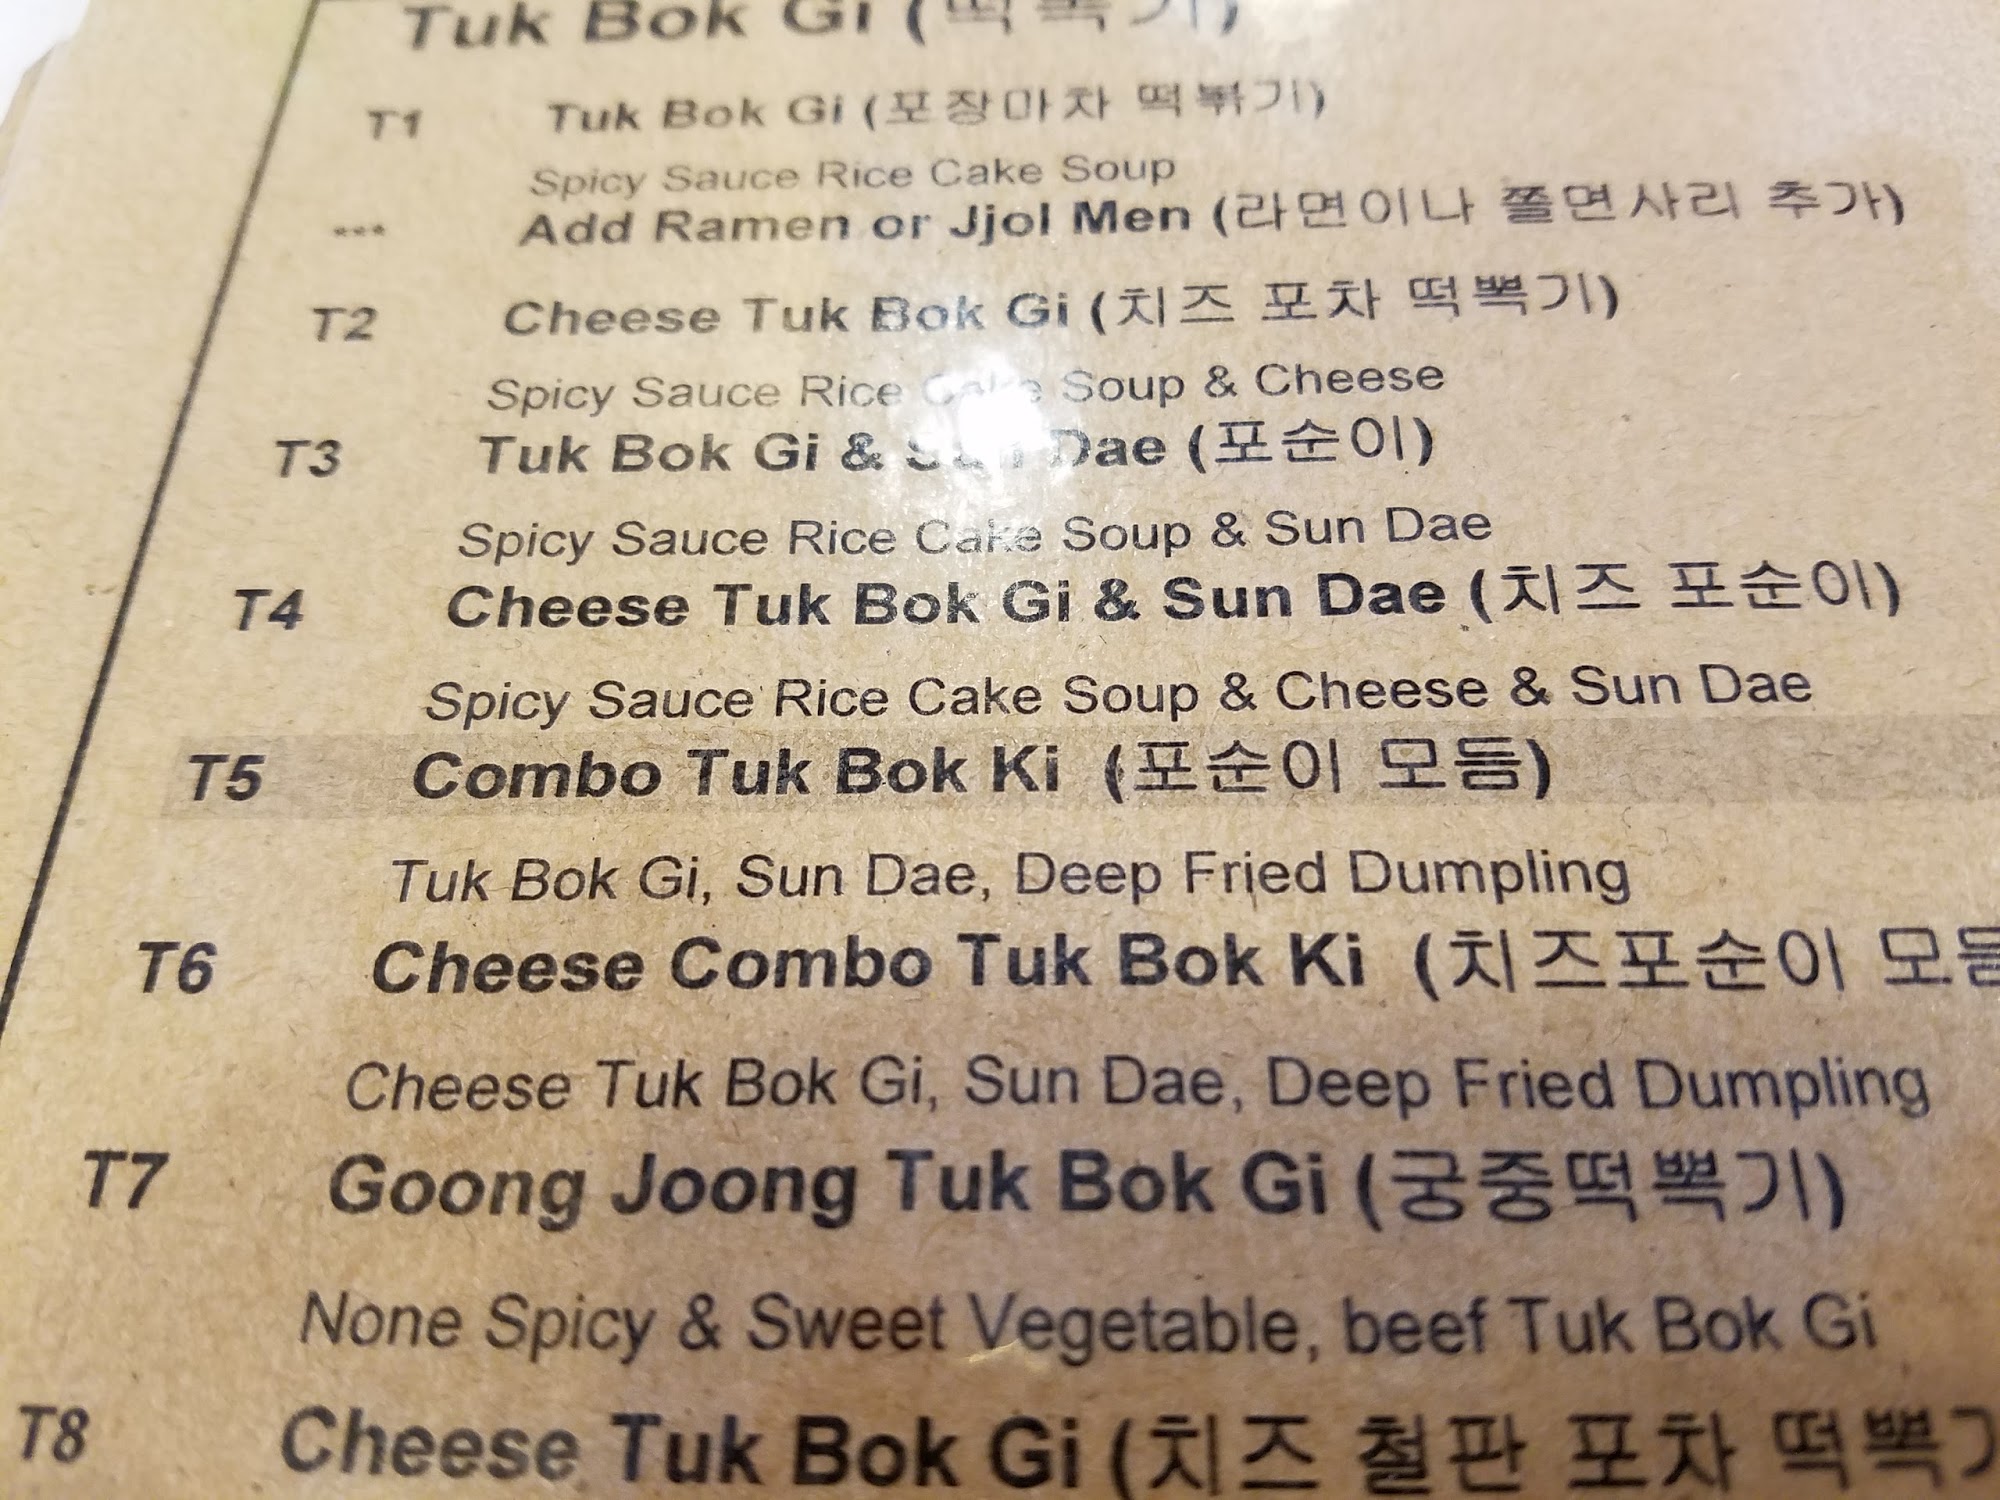 Tuk Bok Gi (떡뽁기)
T1 Tuk Bok Gi (포장마차 떡볶기)
Spicy Sauce Rice Cake Soup
--- Add Ramen or Jjol Men (라면이나 쫄면사리 추가)
T2 Cheese Tuk Bok Gi (치즈 포차 떡뽁기)
Spicy Sauce Rice Cake Soup & Cheese
T3 Tuk Bok Gi & Sun Dae (포순이)
Spicy Sauce Rice Cake Soup & Sun Dae
T4 Cheese Tuk Bok Gi & Sun Dae (치즈 포순이)
Spicy Sauce Rice Cake Soup & Cheese & Sun Dae
T5 Combo Tuk Bok Ki (포순이 모듬)
Tuk Bok Gi, Sun Dae, Deep Fried Dumpling
T6 Cheese Combo Tuk Bok Ki (치즈포순이 모듬
Cheese Tuk Bok Gi, Sun Dae, Deep Fried Dumpling
T7 Goong Joong Tuk Bok Gi (궁중떡뽁기)
None Spicy & Sweet Vegetable, beef Tuk Bok Gi
T8 Cheese Tuk Bok Gi (치즈 철판 포차 떡뽁기